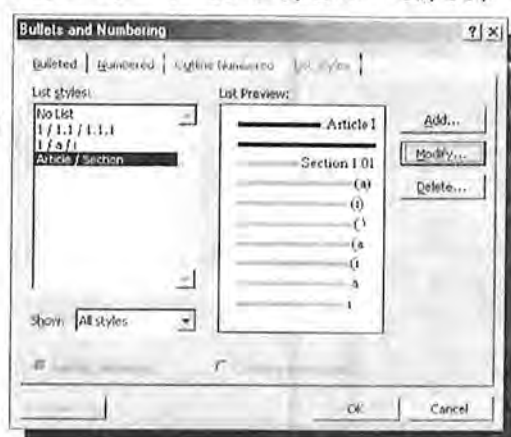 Bullets and Numbering
Bulleted Numbered Outline Numbered List Styles
List styles: List Preview:
No List
1 / 1.1 / 1.1.1
1 / a / i
Article / Section
Article I
Section 1.01
(a)
(i)
( )
(a
(i
a
i
Add...
Modify...
Delete...
Show: All styles
OK Cancel